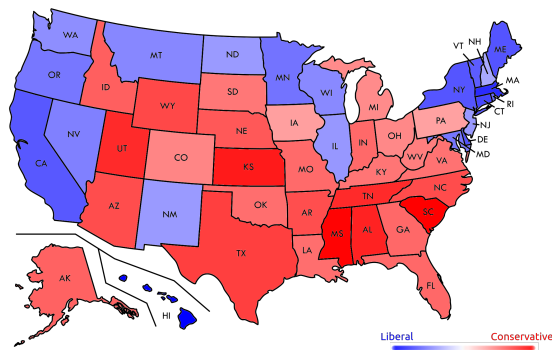 WA
MT
ND
MN
VT
NH
ME
OR
ID
SD
WI
MI
NY
MA
RI
CT
WY
NE
IA
PA
NJ
DE
MD
NV
UT
CO
KS
MO
IL
IN
OH
WV
VA
KY
CA
AZ
NM
OK
AR
TN
NC
SC
TX
LA
MS
AL
GA
FL
AK
HI
Liberal Conservative